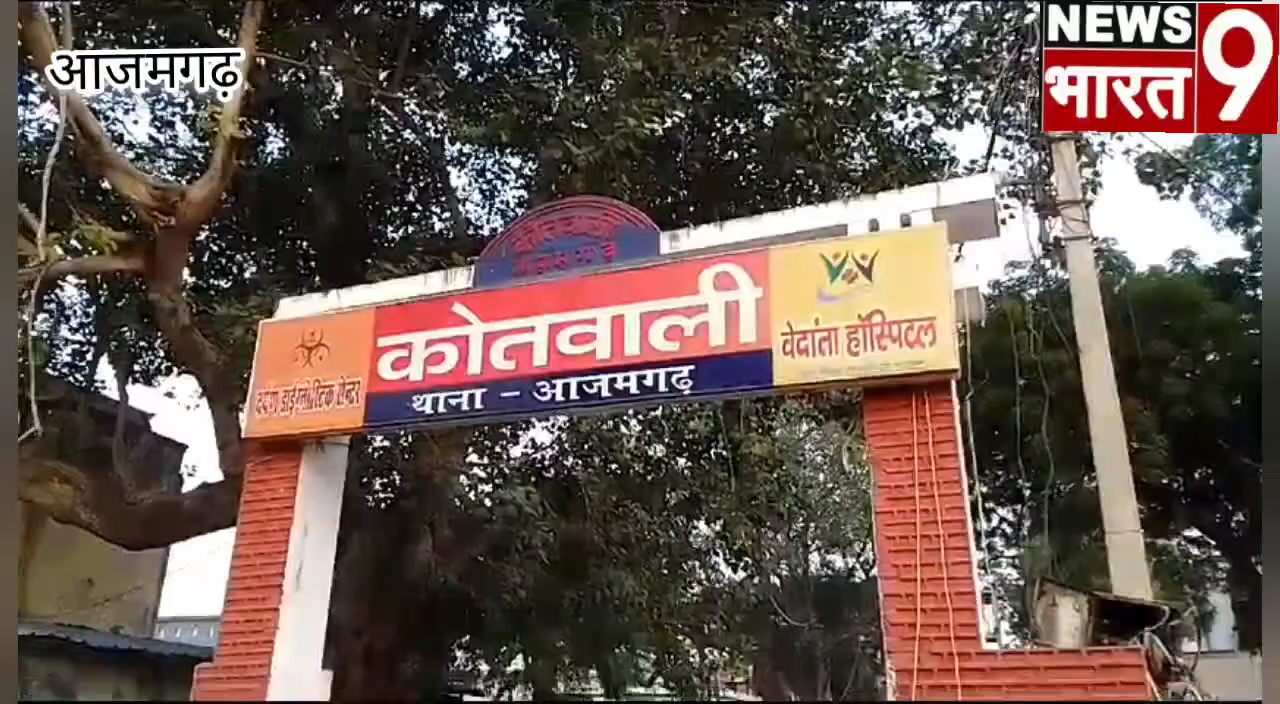 आजमगढ़
NEWS
भारत 9
कोतवाली
थाना - आजमगढ़
वेदांता हॉस्पिटल